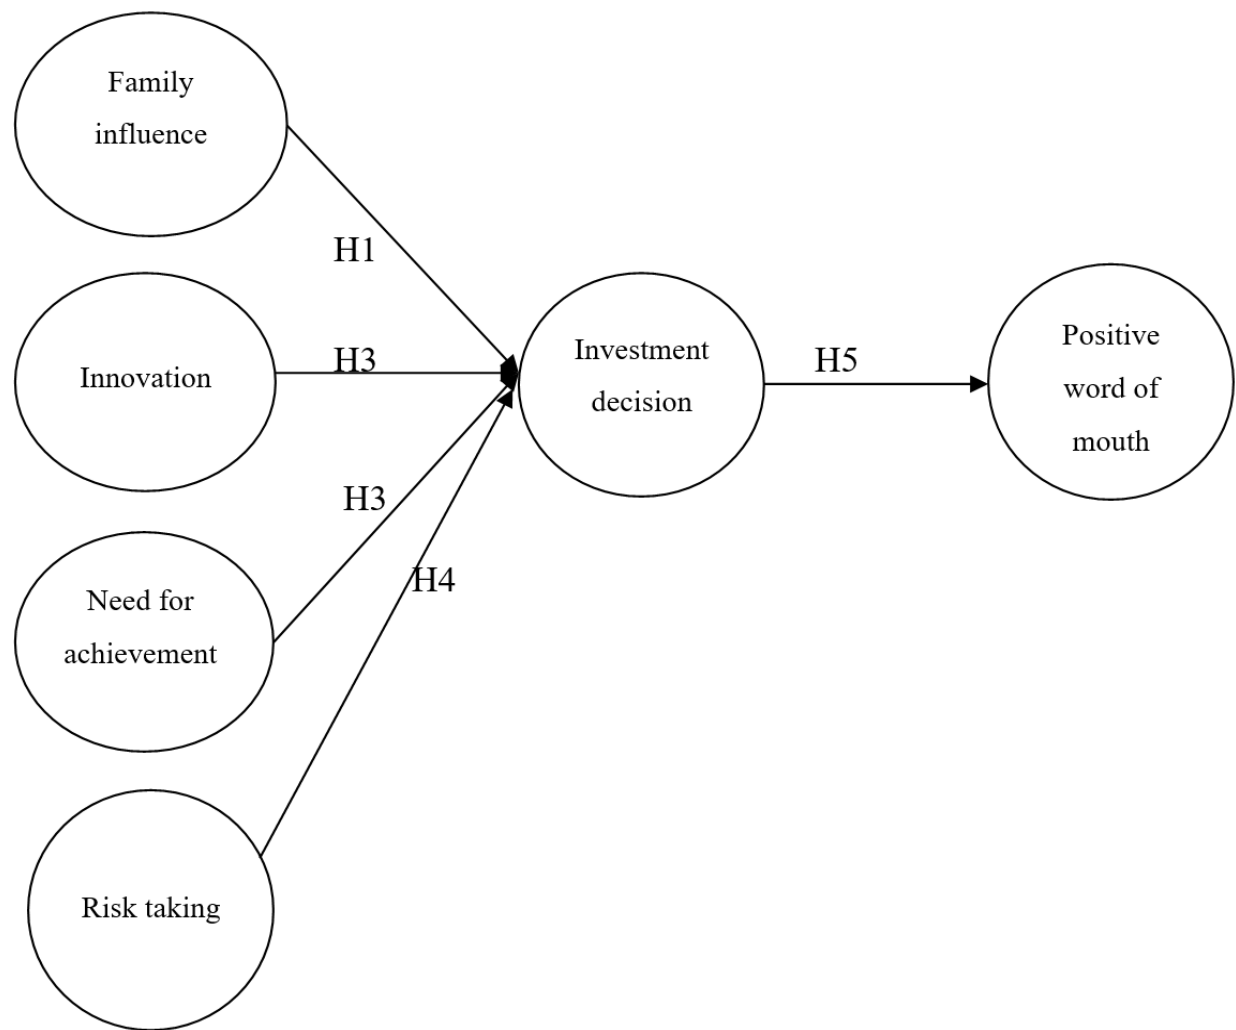 Family
influence
H1
Innovation
H3
Investment
decision
H5
Positive
word of
mouth
H3
Need for
achievement
H4
Risk taking